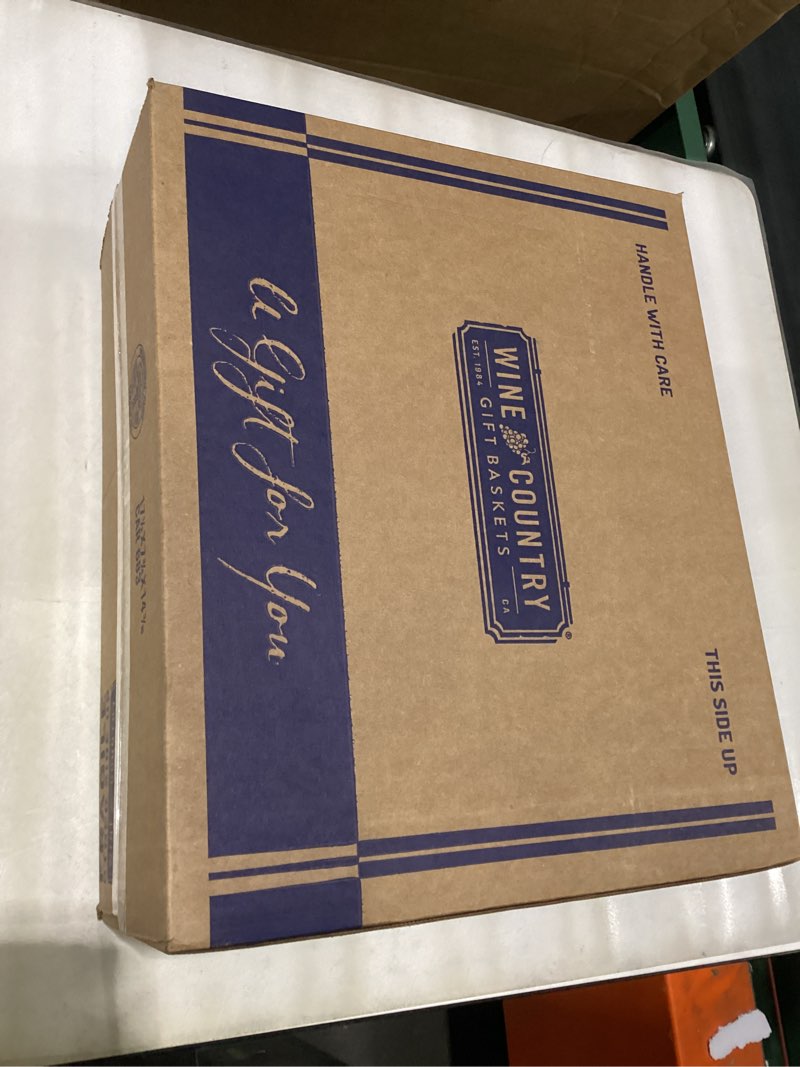 HANDLE WITH CARE
THIS SIDE UP
WINE COUNTRY
EST. 1984 GIFT BASKETS CA
®
A Gift for You